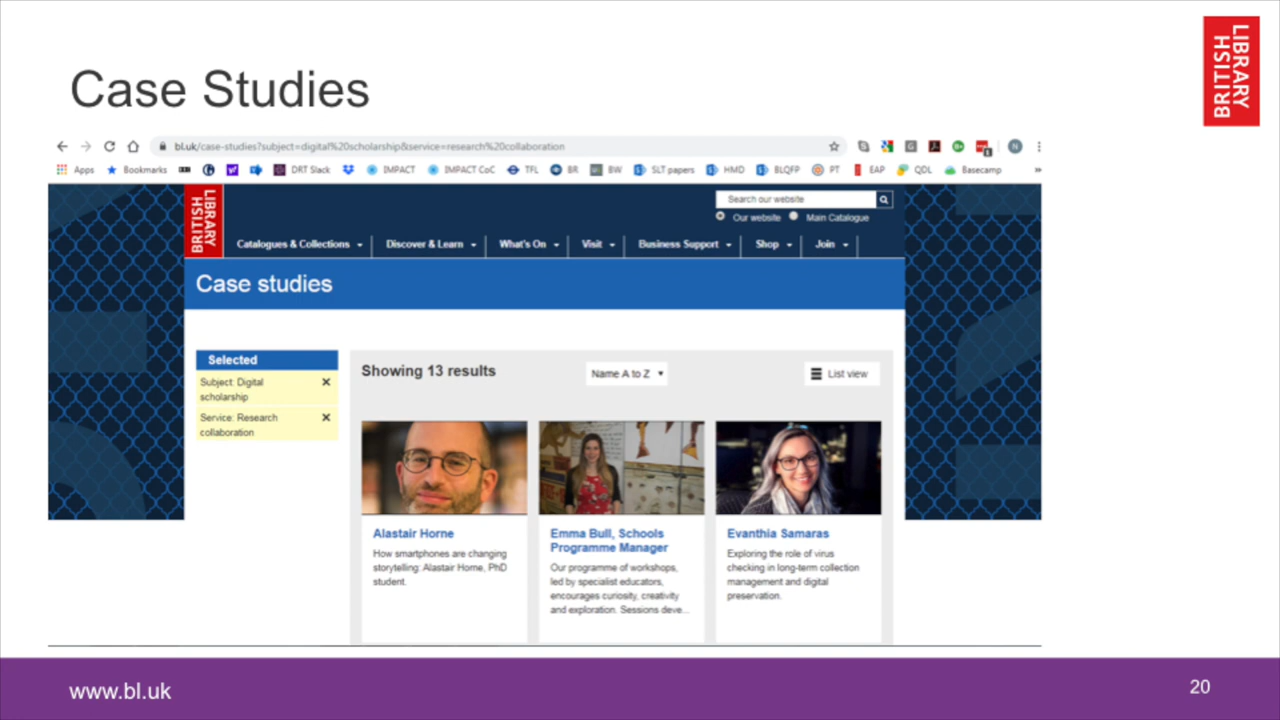 Case Studies
BRITISH
LIBRARY
bl.uk/case-studies?subject=digital%20scholarship&service=research%20collaboration
Apps Bookmarks DRT Slack IMPACT IMPACT CoC TFL BR BW SLT papers HMD BLQFP PT EAP QDL Basecamp »
BRITISH
LIBRARY
Search our website
Our website Main Catalogue
Catalogues & Collections Discover & Learn What's On Visit Business Support Shop Join
Case studies
Selected
Subject: Digital
scholarship
Service: Research
collaboration
Showing 13 results
Name A to Z
List view
Alastair Horne
How smartphones are changing
storytelling: Alastair Horne, PhD
student.
Emma Bull, Schools
Programme Manager
Our programme of workshops,
led by specialist educators,
encourages curiosity, creativity
and exploration. Sessions deve...
Evanthia Samaras
Exploring the role of virus
checking in long-term collection
management and digital
preservation.
www.bl.uk
20